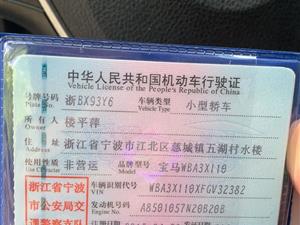 中华人民共和国机动车行驶证
Vehicle License of the People's Republic of China
号牌号码 浙BX93Y6 车辆类型 小型轿车
Plate No. Vehicle Type
所有人 楼平萍
Owner
住址 浙江省宁波市江北区慈城镇五湖村水楼
Address
使用性质 非营运 品牌型号 宝马WBA3X110
Use Character Model
浙江省宁波市公安局交通警察支队
车辆识别代号 WBA3X110XFGV32382
VIN
发动机号码 A8501057N20B20B
Engine No.